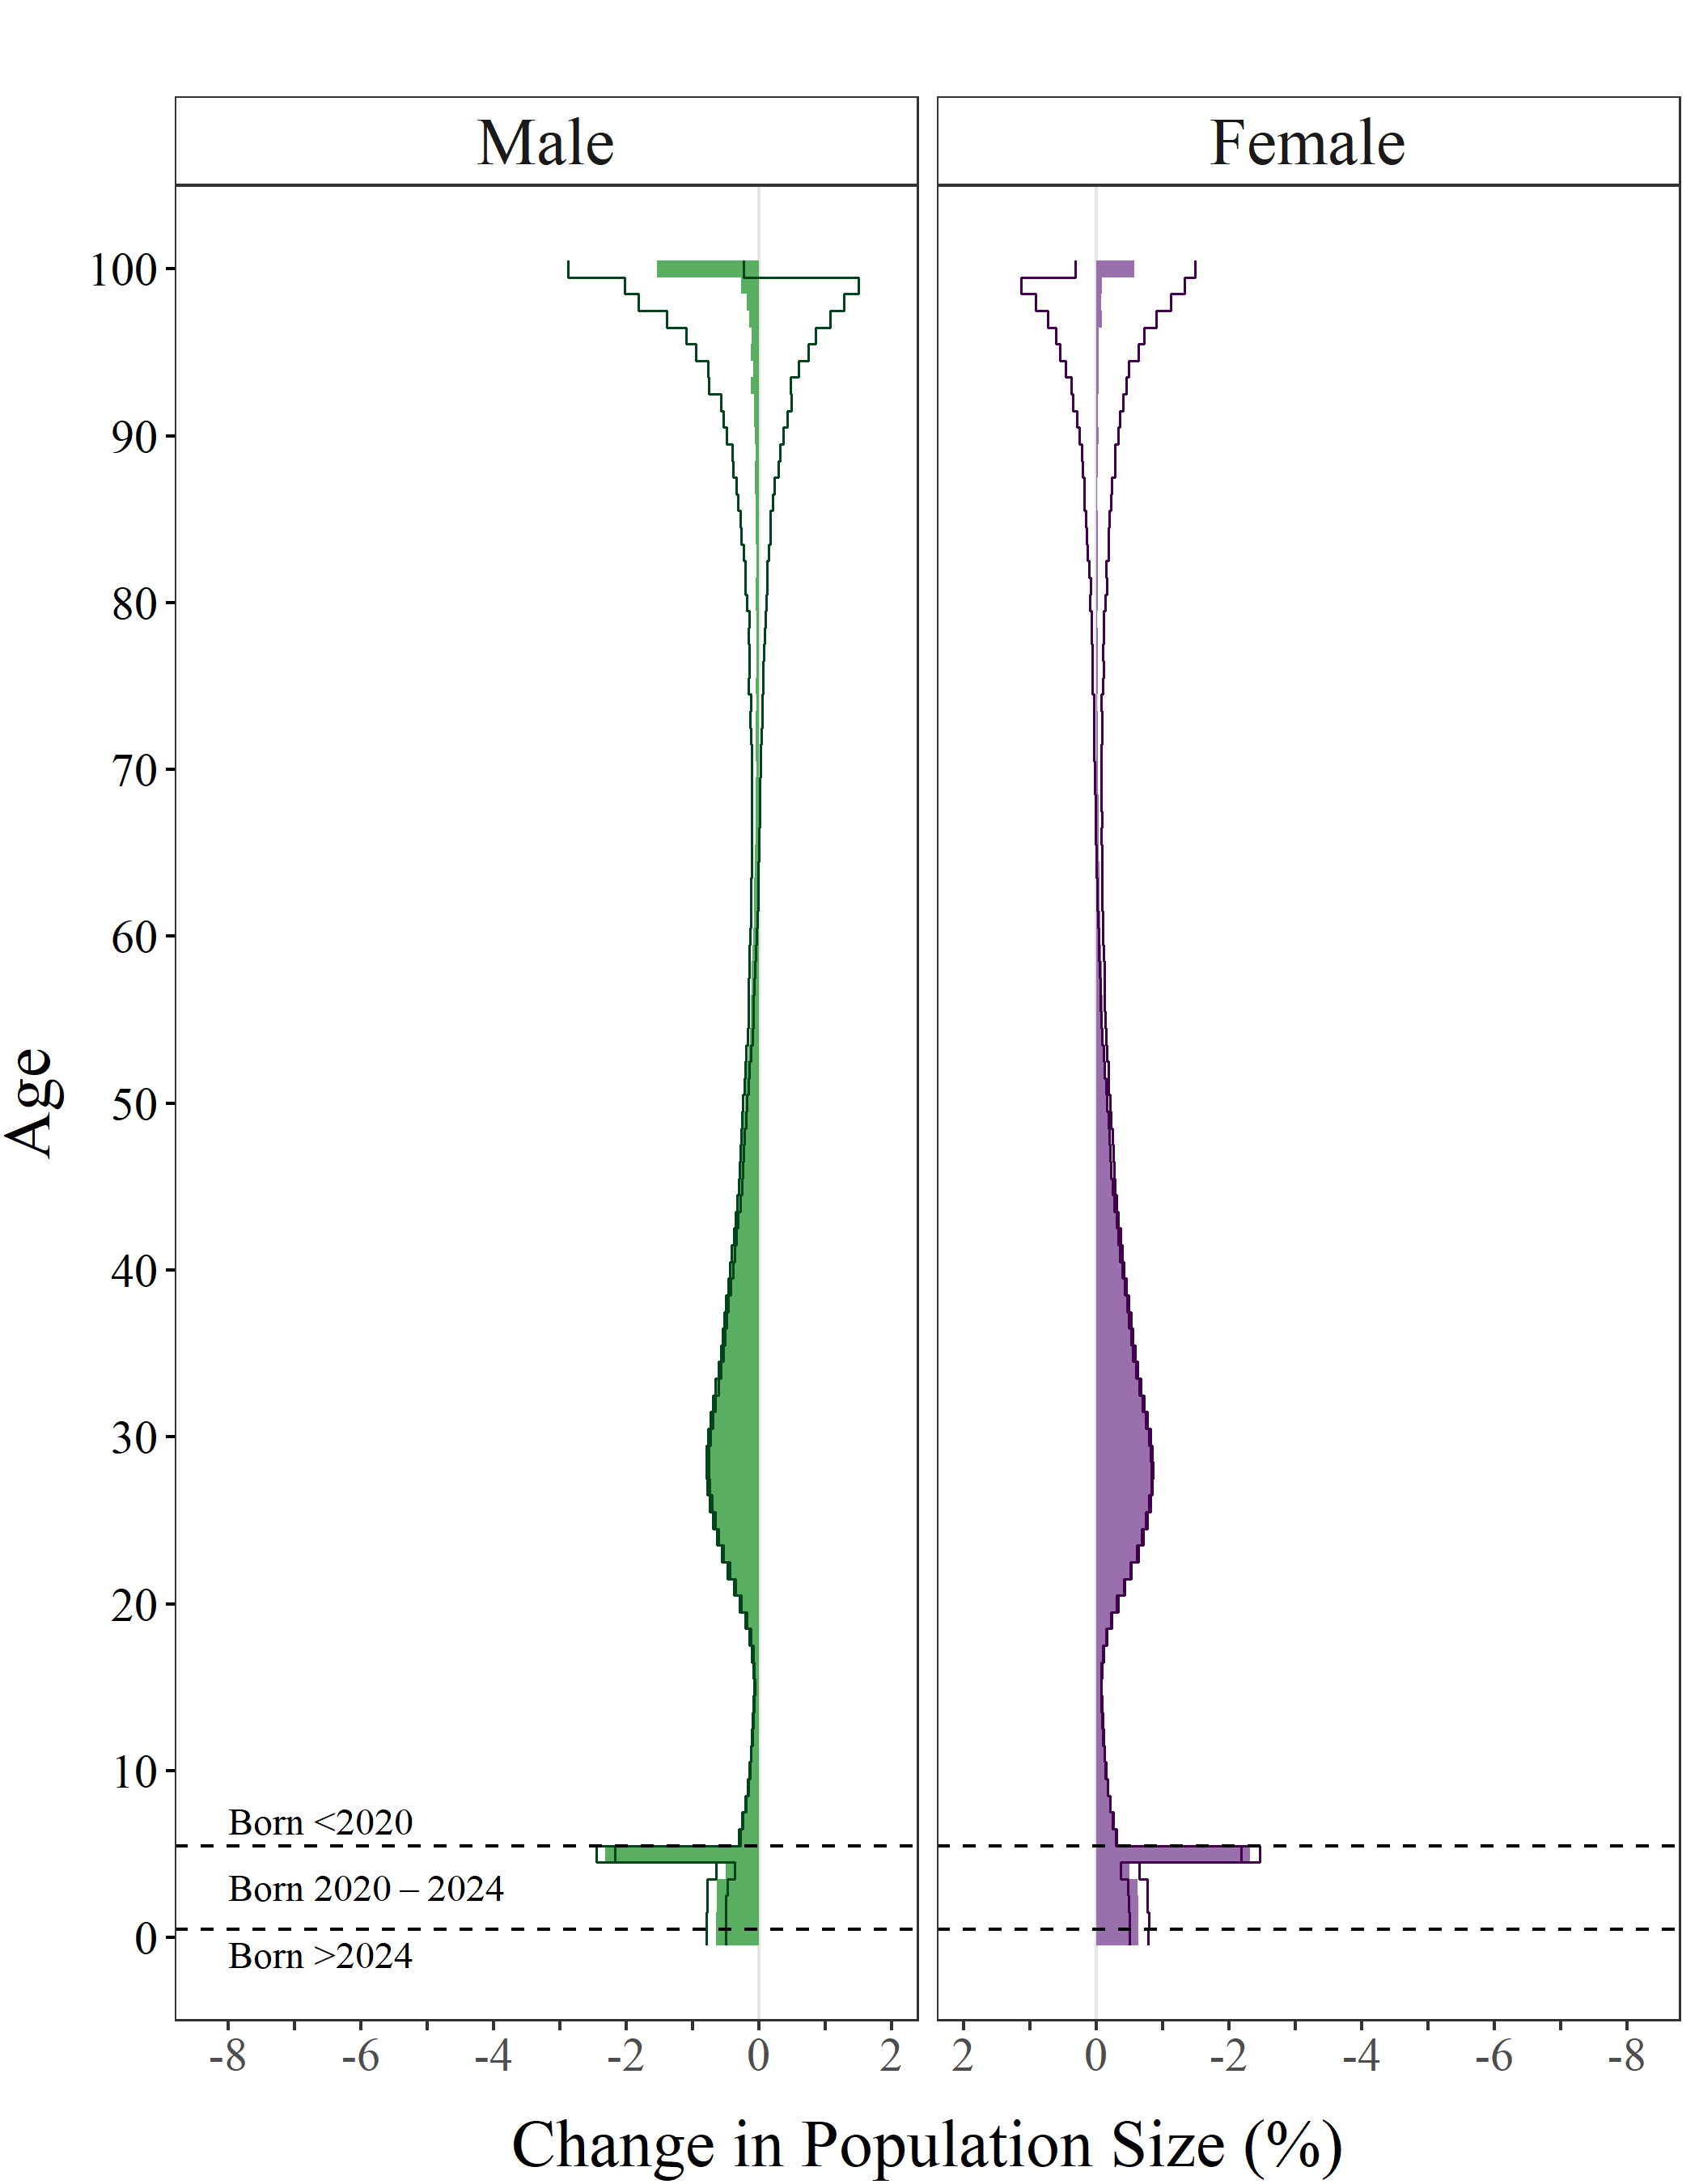 Male Female
100
90
80
70
60
50
40
30
20
10
0
Age
Born <2020
Born 2020 – 2024
Born >2024
-8 -6 -4 -2 0 2 2 0 -2 -4 -6 -8
Change in Population Size (%)